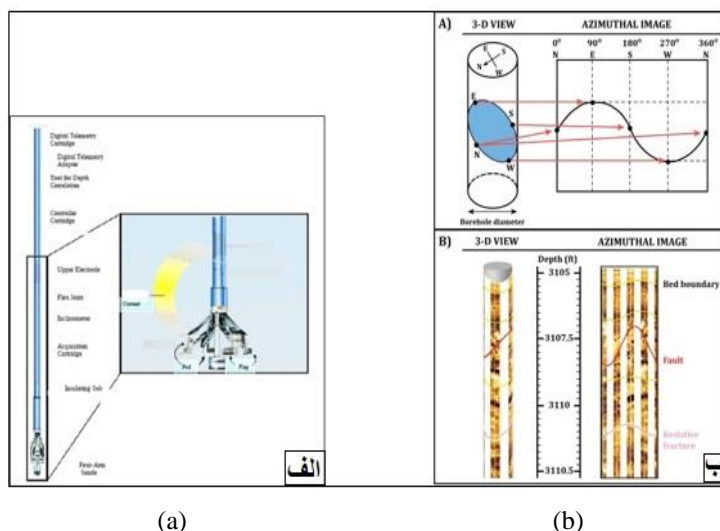 Digital Telemetry
Cartridge
Digital Telemetry
Adapter
Tool for Depth
Correlation
Controller
Cartridge
Upper Electrode
Flex Joint
Inclinometer
Acquisition
Cartridge
Insulating Sub
Four-Arm
Sonde
Current
Pad
Flap
الف
(a)
A)
3-D VIEW
AZIMUTHAL IMAGE
0° 90° 180° 270° 360°
N E S W N
E
S
N
W
E
S
N
W
Borehole diameter
B)
3-D VIEW
AZIMUTHAL IMAGE
Depth (ft)
3105
3107.5
3110
3110.5
Bed boundary
Fault
Resistive
fracture
ب
(b)